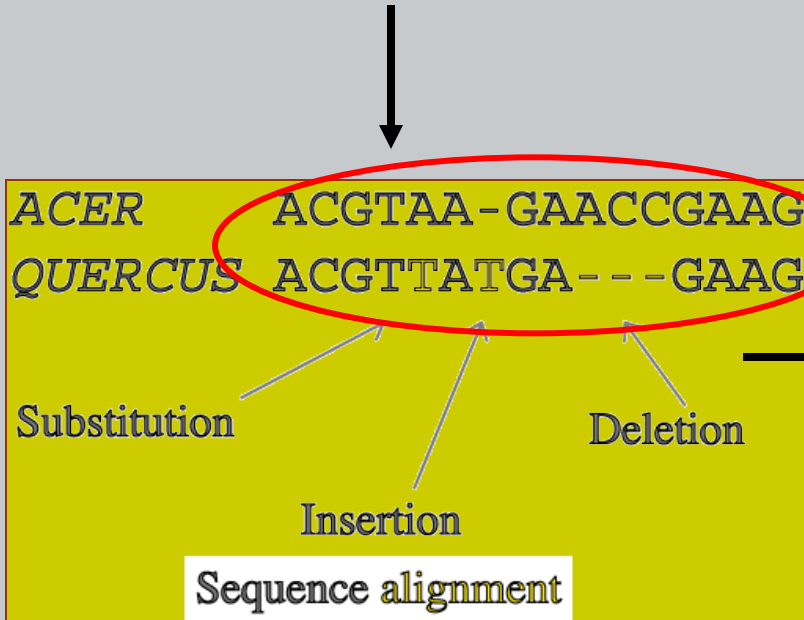 ACER ACGTAA-GAACCGAAG
QUERCUS ACGTTATGA---GAAG
Substitution
Deletion
Insertion
Sequence alignment